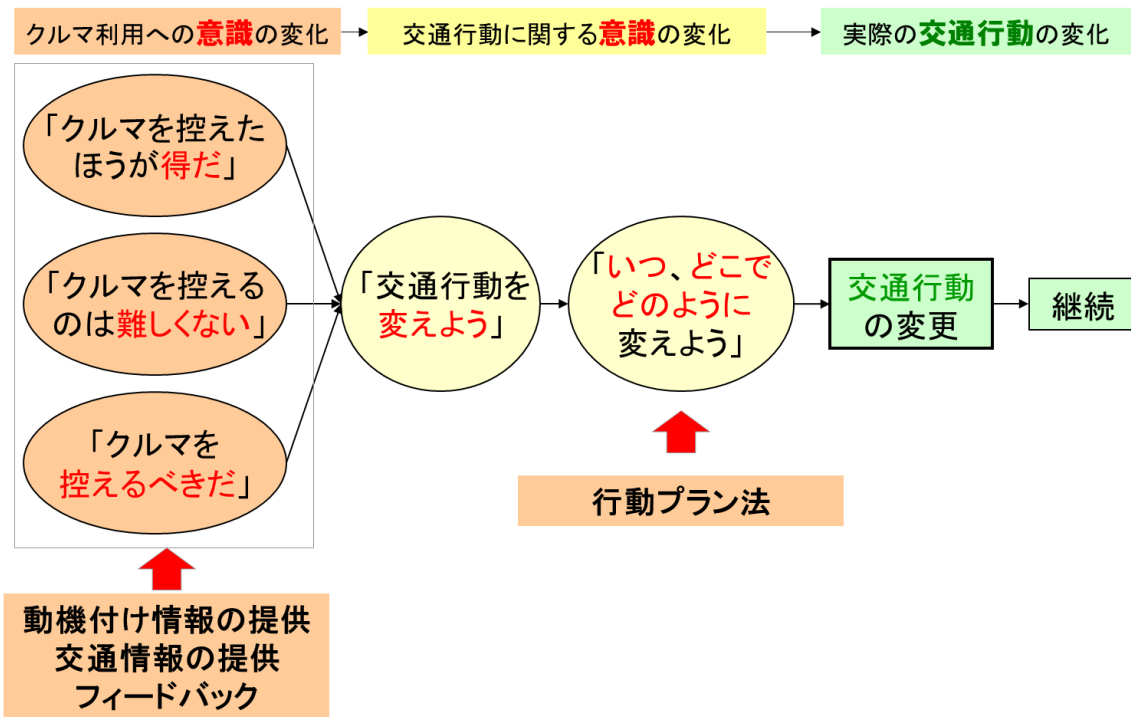 クルマ利用への意識の変化
交通行動に関する意識の変化
実際の交通行動の変化
「クルマを控えた
ほうが得だ」
「クルマを控える
のは難しくない」
「クルマを
控えるべきだ」
「交通行動を
変えよう」
「いつ、どこで
どのように
変えよう」
交通行動
の変更
継続
行動プラン法
動機付け情報の提供
交通情報の提供
フィードバック